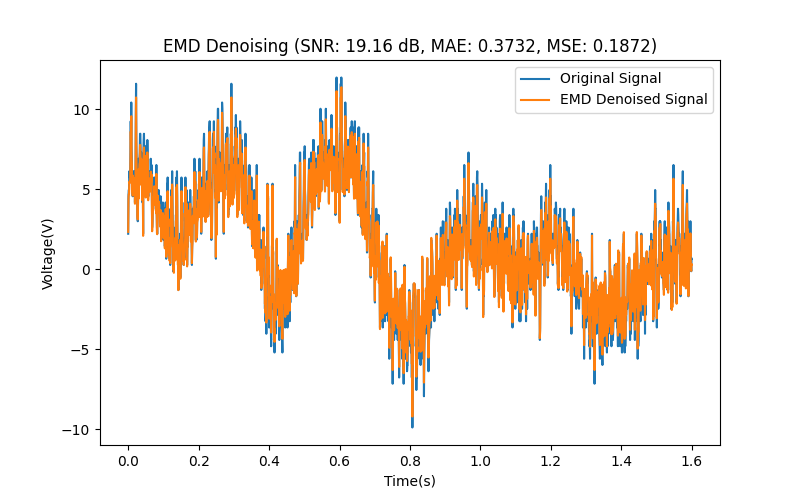 EMD Denoising (SNR: 19.16 dB, MAE: 0.3732, MSE: 0.1872)
Original Signal
EMD Denoised Signal
10
5
0
−5
−10
Voltage(V)
0.0 0.2 0.4 0.6 0.8 1.0 1.2 1.4 1.6
Time(s)